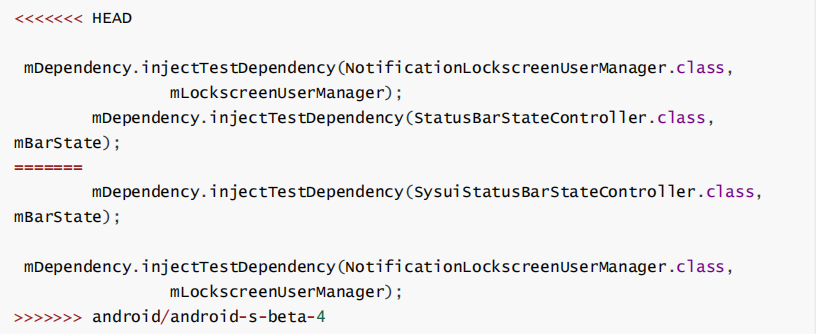 <<<<<<< HEAD
mDependency.injectTestDependency(NotificationLockscreenUserManager.class,
mLockscreenUserManager);
mDependency.injectTestDependency(StatusBarStateController.class,
mBarState);
=======
mDependency.injectTestDependency(SysuiStatusBarStateController.class,
mBarState);
mDependency.injectTestDependency(NotificationLockscreenUserManager.class,
mLockscreenUserManager);
>>>>>>> android/android-s-beta-4